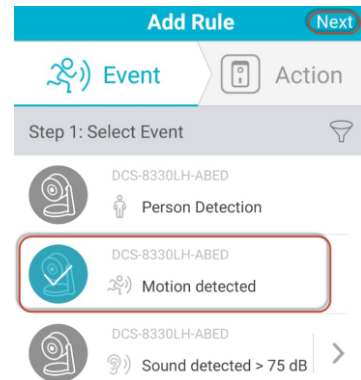 Add Rule Next
Event Action
Step 1: Select Event
DCS-8330LH-ABED
Person Detection
DCS-8330LH-ABED
Motion detected
DCS-8330LH-ABED
Sound detected > 75 dB